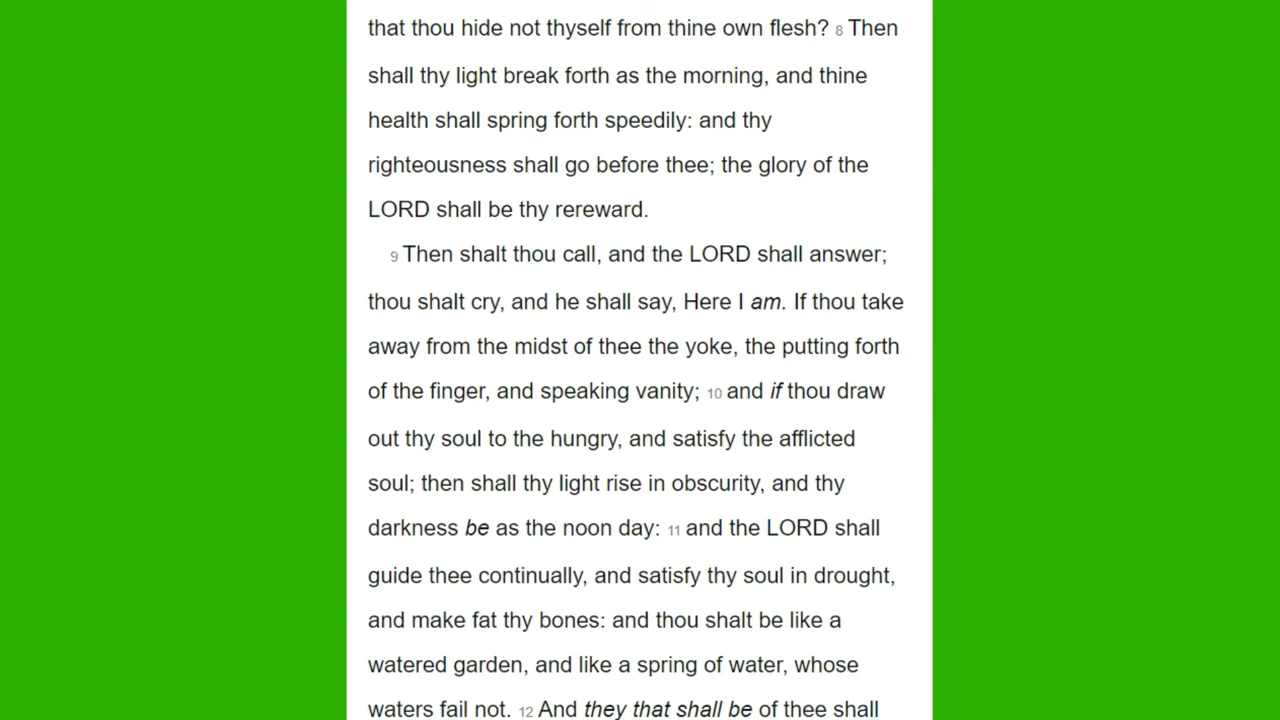 that thou hide not thyself from thine own flesh? 8 Then
shall thy light break forth as the morning, and thine
health shall spring forth speedily: and thy
righteousness shall go before thee; the glory of the
LORD shall be thy rereward.
9 Then shalt thou call, and the LORD shall answer;
thou shalt cry, and he shall say, Here I am. If thou take
away from the midst of thee the yoke, the putting forth
of the finger, and speaking vanity; 10 and if thou draw
out thy soul to the hungry, and satisfy the afflicted
soul; then shall thy light rise in obscurity, and thy
darkness be as the noon day: 11 and the LORD shall
guide thee continually, and satisfy thy soul in drought,
and make fat thy bones: and thou shalt be like a
watered garden, and like a spring of water, whose
waters fail not. 12 And they that shall be of thee shall